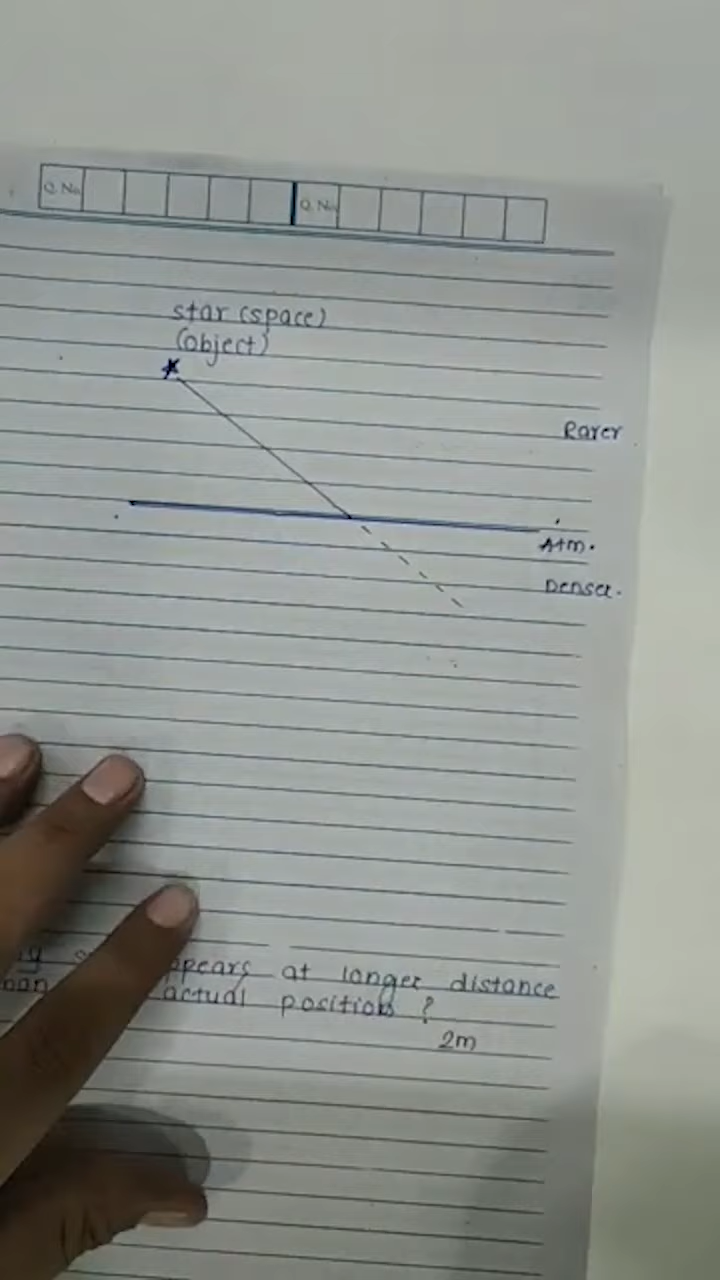 Q. No. Q. No.
star (space)
(object)
Rarer
Atm.
Denser.
appears at longer distance
actual position ?
2m